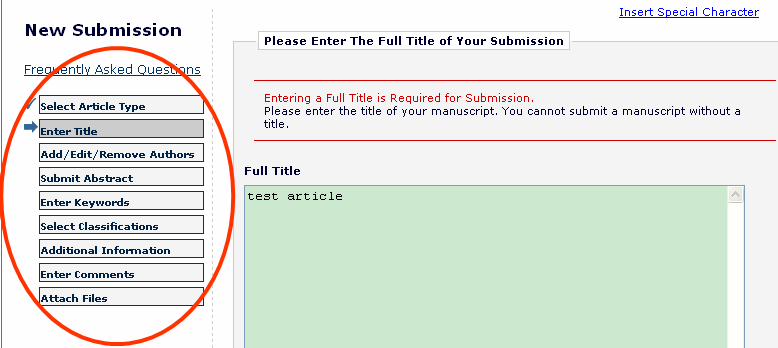 Insert Special Character
New Submission
Frequently Asked Questions
Select Article Type
Enter Title
Add/Edit/Remove Authors
Submit Abstract
Enter Keywords
Select Classifications
Additional Information
Enter Comments
Attach Files
Please Enter The Full Title of Your Submission
Entering a Full Title is Required for Submission.
Please enter the title of your manuscript. You cannot submit a manuscript without a
title.
Full Title
test article